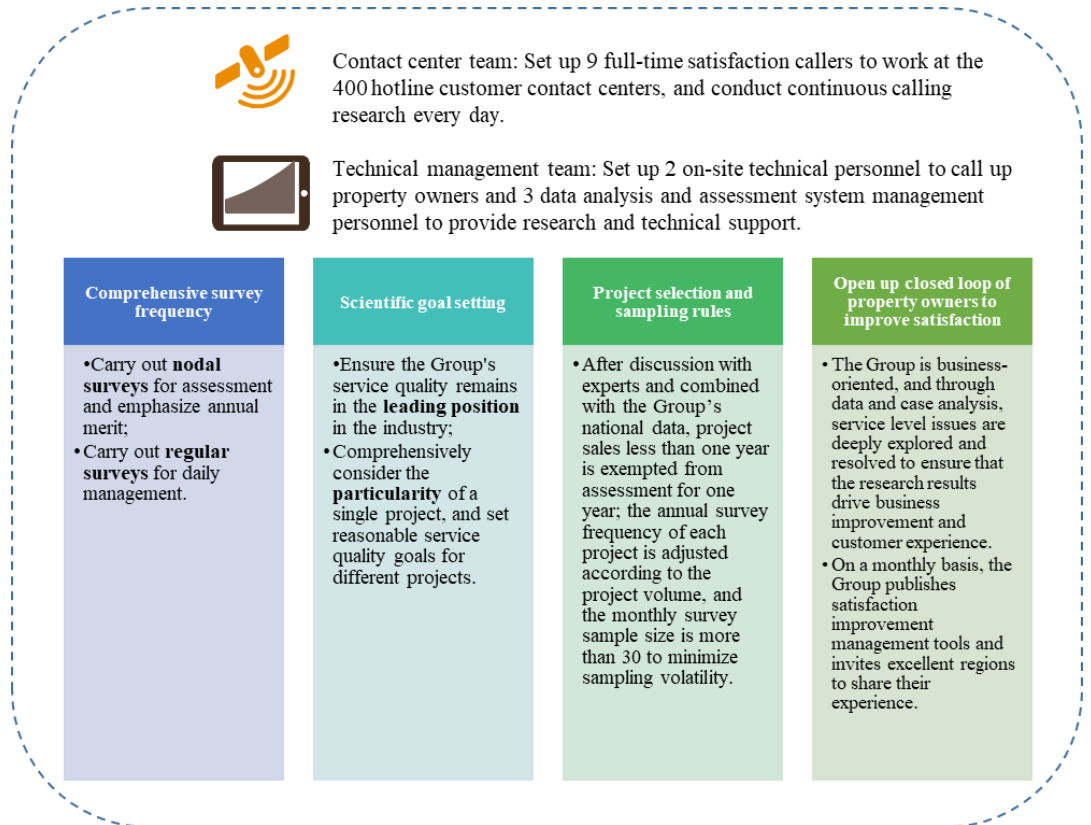 Contact center team: Set up 9 full-time satisfaction callers to work at the
400 hotline customer contact centers, and conduct continuous calling
research every day.
Technical management team: Set up 2 on-site technical personnel to call up
property owners and 3 data analysis and assessment system management
personnel to provide research and technical support.
Comprehensive survey
frequency
•Carry out nodal
surveys for assessment
and emphasize annual
merit;
•Carry out regular
surveys for daily
management.
Scientific goal setting
•Ensure the Group's
service quality remains
in the leading position
in the industry;
•Comprehensively
consider the
particularity of a
single project, and set
reasonable service
quality goals for
different projects.
Project selection and
sampling rules
•After discussion with
experts and combined
with the Group’s
national data, project
sales less than one year
is exempted from
assessment for one
year; the annual survey
frequency of each
project is adjusted
according to the
project volume, and
the monthly survey
sample size is more
than 30 to minimize
sampling volatility.
Open up closed loop of
property owners to
improve satisfaction
•The Group is business-
oriented, and through
data and case analysis,
service level issues are
deeply explored and
resolved to ensure that
the research results
drive business
improvement and
customer experience.
•On a monthly basis, the
Group publishes
satisfaction
improvement
management tools and
invites excellent regions
to share their
experience.